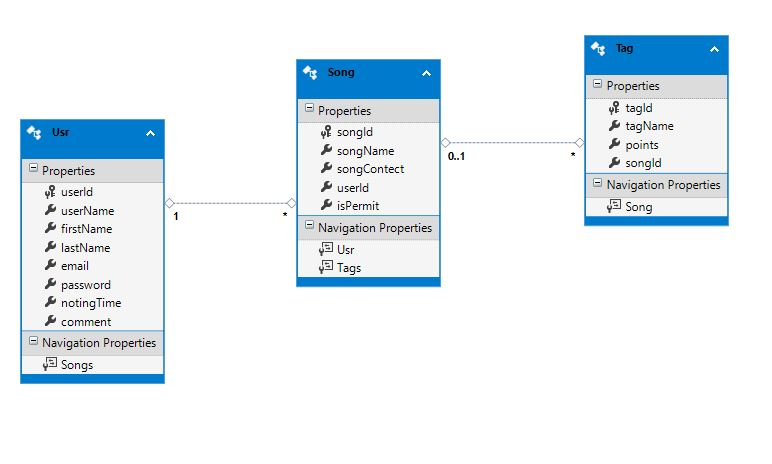 Usr
Properties
userId
userName
firstName
lastName
email
password
notingTime
comment
Navigation Properties
Songs
1
*
Song
Properties
songId
songName
songContect
userId
isPermit
Navigation Properties
Usr
Tags
0..1
*
Tag
Properties
tagId
tagName
points
songId
Navigation Properties
Song